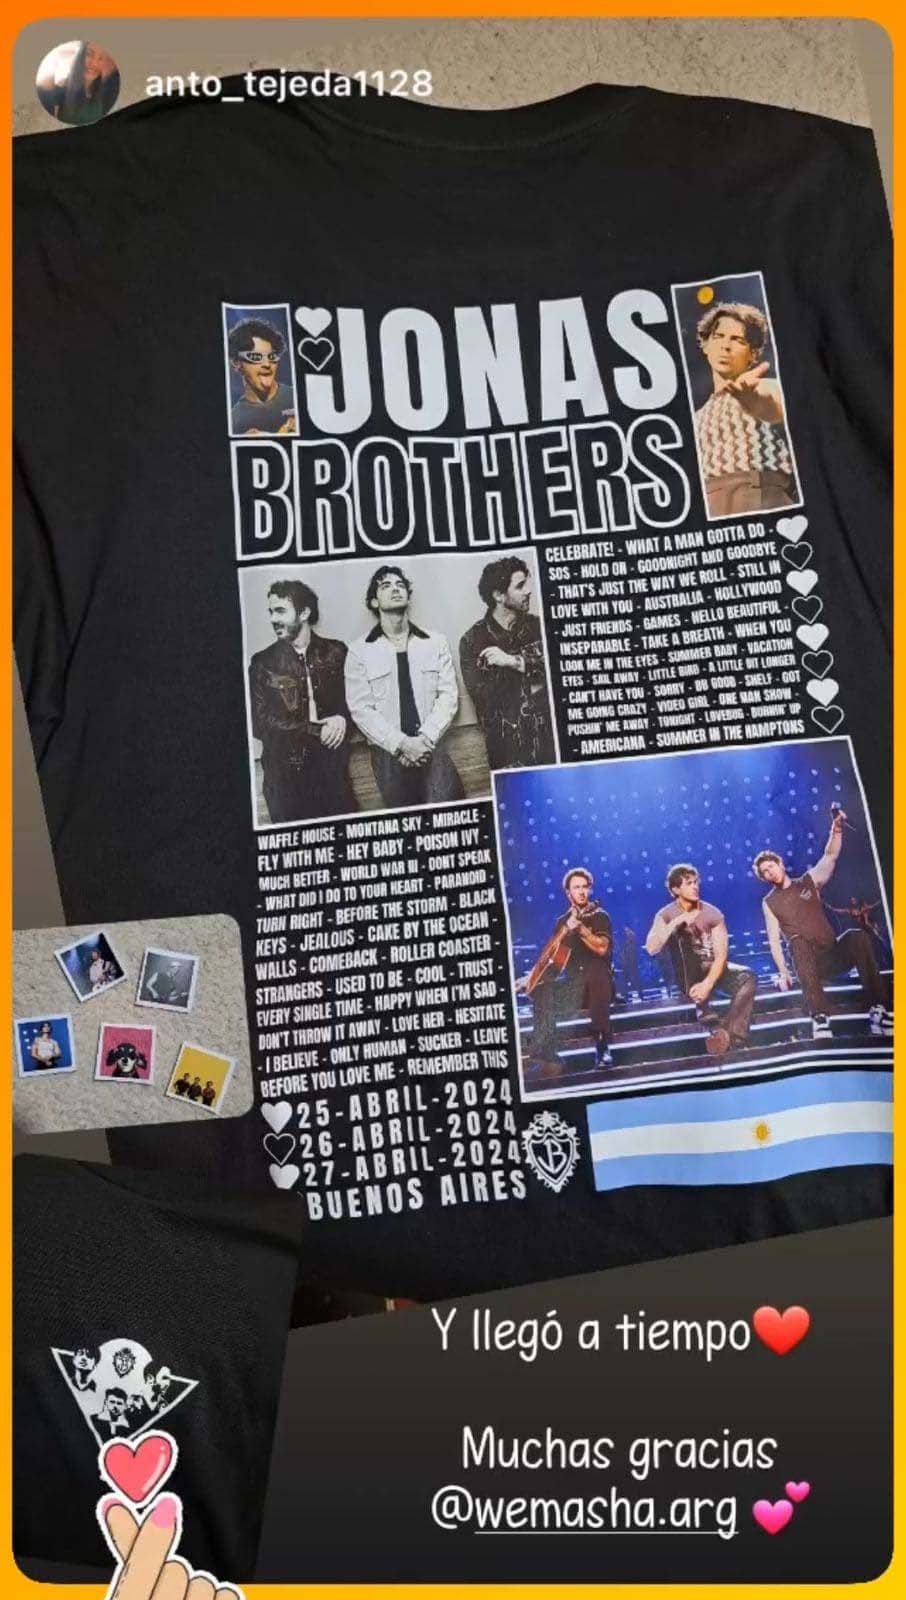 anto_tejeda1128
JONAS
BROTHERS
CELEBRATE! - WHAT A MAN GOTTA DO -
SOS - HOLD ON - GOODNIGHT AND GOODBYE
- THAT'S JUST THE WAY WE ROLL - STILL IN
LOVE WITH YOU - AUSTRALIA - HOLLYWOOD
- JUST FRIENDS - GAMES - HELLO BEAUTIFUL -
INSEPARABLE - TAKE A BREATH - WHEN YOU
LOOK ME IN THE EYES - SUMMER BABY - VACATION
EYES - SAIL AWAY - LITTLE BIRD - A LITTLE BIT LONGER
- CAN'T HAVE YOU - SORRY - BB GOOD - SHELF - GOT
ME GOING CRAZY - VIDEO GIRL - ONE MAN SHOW -
PUSHIN' ME AWAY - TONIGHT - LOVEBUG - BURNIN' UP
- AMERICANA - SUMMER IN THE HAMPTONS
WAFFLE HOUSE - MONTANA SKY - MIRACLE -
FLY WITH ME - HEY BABY - POISON IVY -
MUCH BETTER - WORLD WAR III - DONT SPEAK
- WHAT DID I DO TO YOUR HEART - PARANOID -
TURN RIGHT - BEFORE THE STORM - BLACK
KEYS - JEALOUS - CAKE BY THE OCEAN -
WALLS - COMEBACK - ROLLER COASTER -
STRANGERS - USED TO BE - COOL - TRUST -
EVERY SINGLE TIME - HAPPY WHEN I'M SAD -
DON'T THROW IT AWAY - LOVE HER - HESITATE
- I BELIEVE - ONLY HUMAN - SUCKER - LEAVE
BEFORE YOU LOVE ME - REMEMBER THIS
25-ABRIL-2024
26-ABRIL-2024
27-ABRIL-2024
BUENOS AIRES
JB
Y llegó a tiempo❤️
Muchas gracias
@wemasha.arg 💕